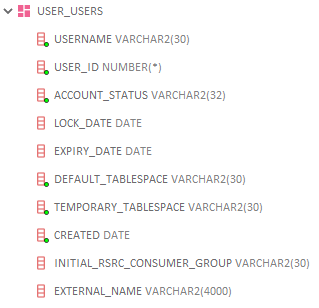 USER_USERS
USERNAME VARCHAR2(30)
USER_ID NUMBER(*)
ACCOUNT_STATUS VARCHAR2(32)
LOCK_DATE DATE
EXPIRY_DATE DATE
DEFAULT_TABLESPACE VARCHAR2(30)
TEMPORARY_TABLESPACE VARCHAR2(30)
CREATED DATE
INITIAL_RSRC_CONSUMER_GROUP VARCHAR2(30)
EXTERNAL_NAME VARCHAR2(4000)